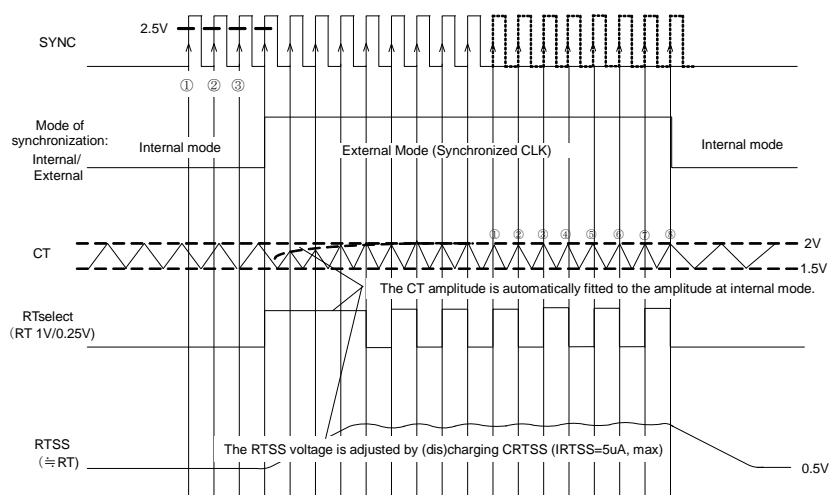 SYNC
2.5V
① ② ③
Mode of
synchronization:
Internal/
External
Internal mode
External Mode (Synchronized CLK)
Internal mode
① ② ③ ④ ⑤ ⑥ ⑦ ⑧
CT
2V
1.5V
The CT amplitude is automatically fitted to the amplitude at internal mode.
RTselect
(RT 1V/0.25V)
The RTSS voltage is adjusted by (dis)charging CRTSS (IRTSS=5uA, max)
RTSS
(≒RT)
0.5V